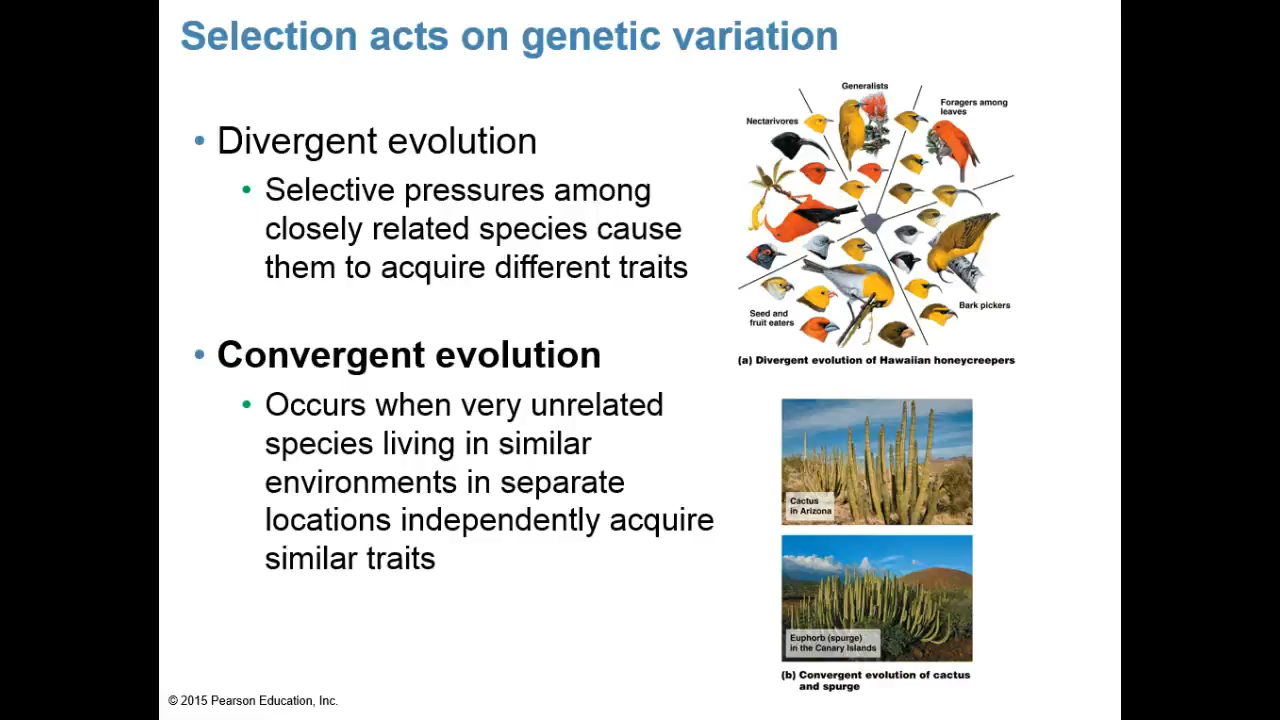 Selection acts on genetic variation
• Divergent evolution
• Selective pressures among
closely related species cause
them to acquire different traits
• Convergent evolution
• Occurs when very unrelated
species living in similar
environments in separate
locations independently acquire
similar traits
Generalists
Foragers among
leaves
Nectarivores
Bark pickers
Seed and
fruit eaters
(a) Divergent evolution of Hawaiian honeycreepers
Cactus
in Arizona
Euphorb (spurge)
in the Canary Islands
(b) Convergent evolution of cactus
and spurge
© 2015 Pearson Education, Inc.